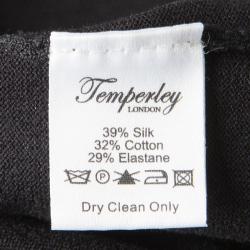 Temperley
LONDON
39% Silk
32% Cotton
29% Elastane
P
Dry Clean Only